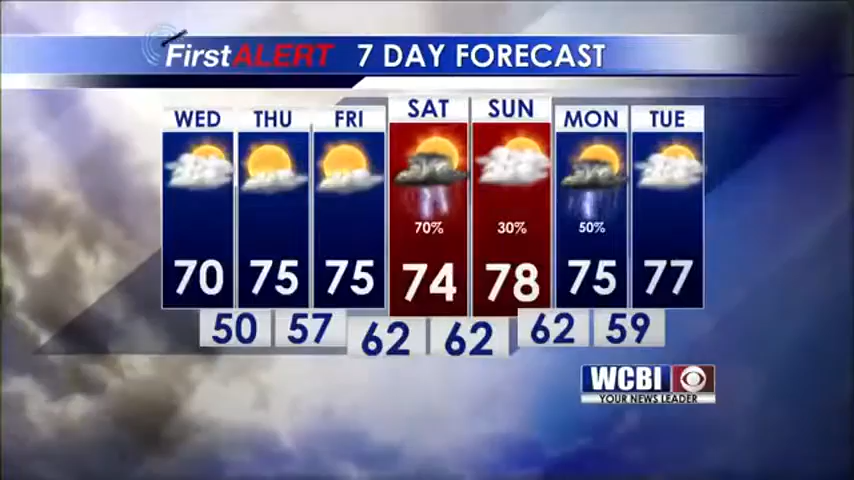 FirstALERT 7 DAY FORECAST
WED THU FRI SAT SUN MON TUE
70% 30% 50%
70 75 75 74 78 75 77
50 57 62 62 62 59
WCBI
YOUR NEWS LEADER